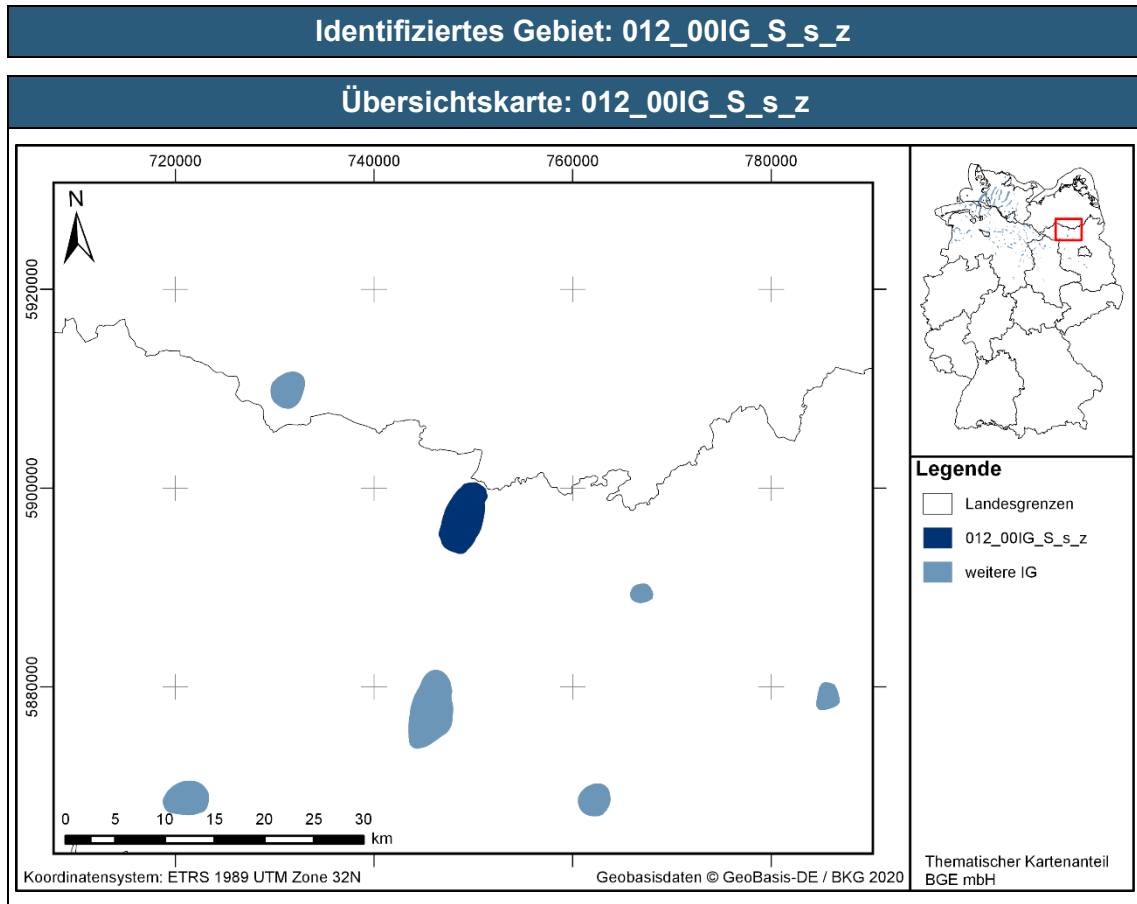 Identifiziertes Gebiet: 012_00IG_S_s_z
Übersichtskarte: 012_00IG_S_s_z
720000 740000 760000 780000
N
5920000
5900000
5880000
0 5 10 15 20 25 30
km
Koordinatensystem: ETRS 1989 UTM Zone 32N
Geobasisdaten © GeoBasis-DE / BKG 2020
Legende
Landesgrenzen
012_00IG_S_s_z
weitere IG
Thematischer Kartenanteil
BGE mbH